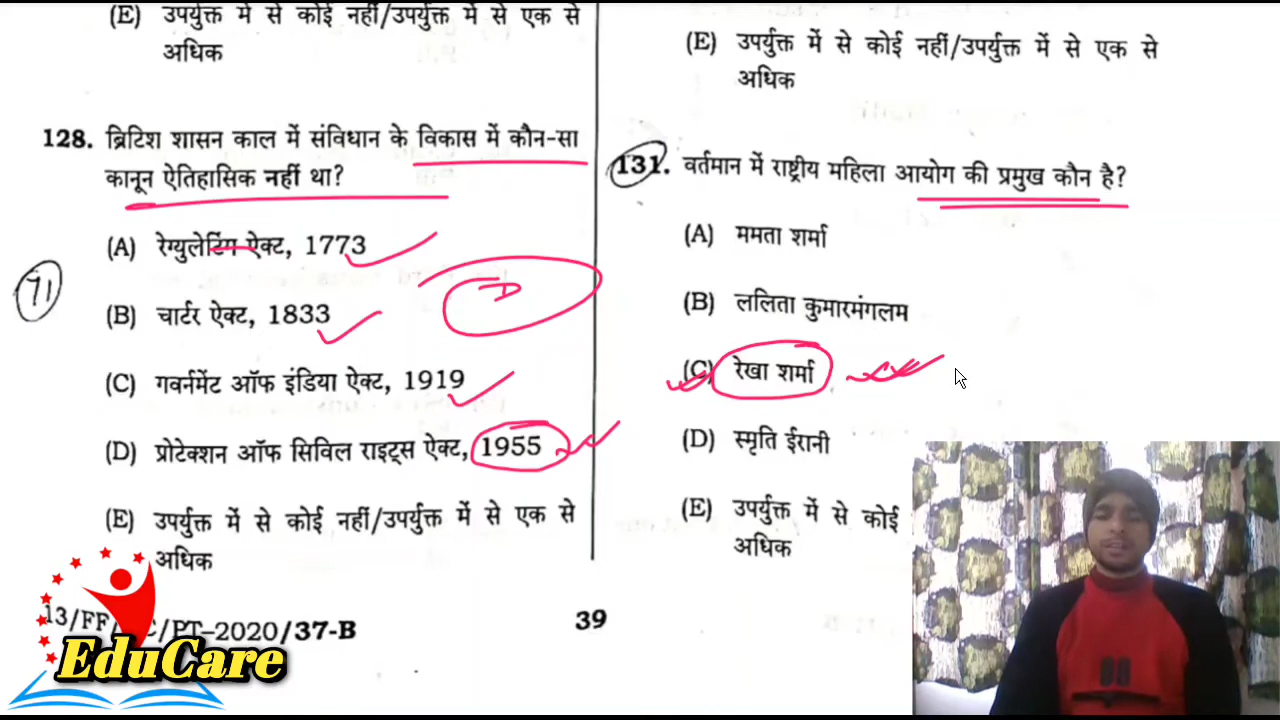 (E) उपर्युक्त में से कोई नहीं/उपर्युक्त में से एक से
अधिक
128. ब्रिटिश शासन काल में संविधान के विकास में कौन-सा
कानून ऐतिहासिक नहीं था?
(A) रेग्युलेटिंग ऐक्ट, 1773
(B) चार्टर ऐक्ट, 1833
(C) गवर्नमेंट ऑफ इंडिया ऐक्ट, 1919
(D) प्रोटेक्शन ऑफ सिविल राइट्स ऐक्ट, 1955
(E) उपर्युक्त में से कोई नहीं/उपर्युक्त में से एक से
अधिक
71
D
(E) उपर्युक्त में से कोई नहीं/उपर्युक्त में से एक से
अधिक
131. वर्तमान में राष्ट्रीय महिला आयोग की प्रमुख कौन है?
(A) ममता शर्मा
(B) ललिता कुमारमंगलम
(C) रेखा शर्मा
(D) स्मृति ईरानी
(E) उपर्युक्त में से कोई
अधिक
PT-2020/37-B
39
EduCare